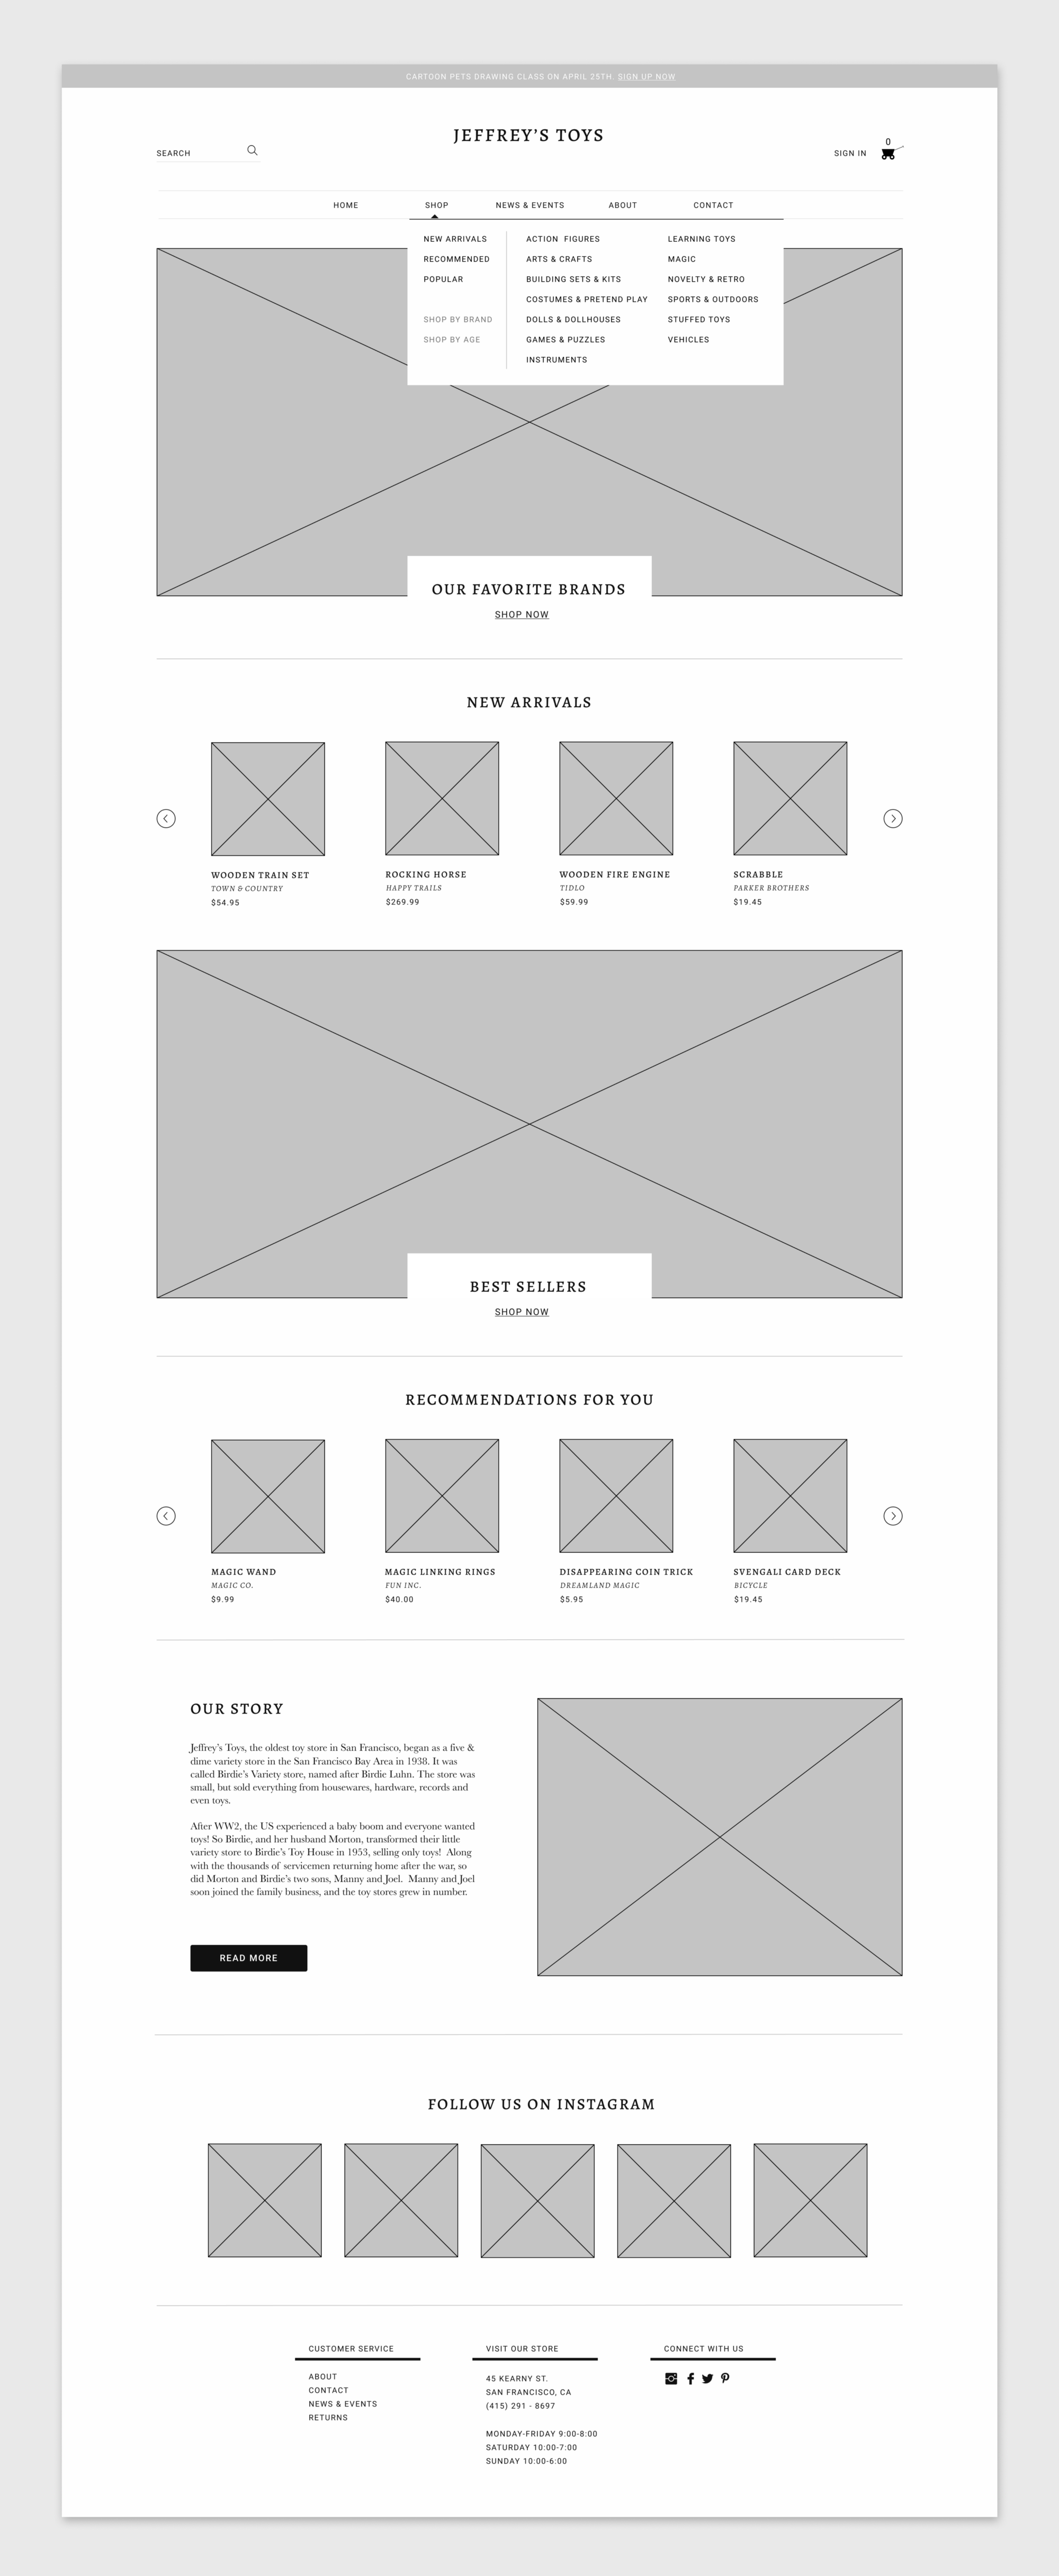 CARTOON PETS DRAWING CLASS ON APRIL 25TH. SIGN UP NOW
JEFFREY'S TOYS
SEARCH
0
SIGN IN
HOME SHOP NEWS & EVENTS ABOUT CONTACT
NEW ARRIVALS
RECOMMENDED
POPULAR
SHOP BY BRAND
SHOP BY AGE
ACTION FIGURES
ARTS & CRAFTS
BUILDING SETS & KITS
COSTUMES & PRETEND PLAY
DOLLS & DOLLHOUSES
GAMES & PUZZLES
INSTRUMENTS
LEARNING TOYS
MAGIC
NOVELTY & RETRO
SPORTS & OUTDOORS
STUFFED TOYS
VEHICLES
OUR FAVORITE BRANDS
SHOP NOW
NEW ARRIVALS
WOODEN TRAIN SET
TOWN & COUNTRY
$54.95
ROCKING HORSE
HAPPY TRAILS
$269.99
WOODEN FIRE ENGINE
TIDLO
$59.99
SCRABBLE
PARKER BROTHERS
$19.45
BEST SELLERS
SHOP NOW
RECOMMENDATIONS FOR YOU
MAGIC WAND
MAGIC CO.
$9.99
MAGIC LINKING RINGS
FUN INC.
$40.00
DISAPPEARING COIN TRICK
DREAMLAND MAGIC
$5.95
SVENGALI CARD DECK
BICYCLE
$19.45
OUR STORY
Jeffrey's Toys, the oldest toy store in San Francisco, began as a five &
dime variety store in the San Francisco Bay Area in 1938. It was
called Birdie's Variety store, named after Birdie Luhn. The store was
small, but sold everything from housewares, hardware, records and
even toys.
After WW2, the US experienced a baby boom and everyone wanted
toys! So Birdie, and her husband Morton, transformed their little
variety store to Birdie's Toy House in 1953, selling only toys! Along
with the thousands of servicemen returning home after the war, so
did Morton and Birdie's two sons, Manny and Joel. Manny and Joel
soon joined the family business, and the toy stores grew in number.
READ MORE
FOLLOW US ON INSTAGRAM
CUSTOMER SERVICE
ABOUT
CONTACT
NEWS & EVENTS
RETURNS
VISIT OUR STORE
45 KEARNY ST.
SAN FRANCISCO, CA
(415) 291 - 8697
MONDAY-FRIDAY 9:00-8:00
SATURDAY 10:00-7:00
SUNDAY 10:00-6:00
CONNECT WITH US